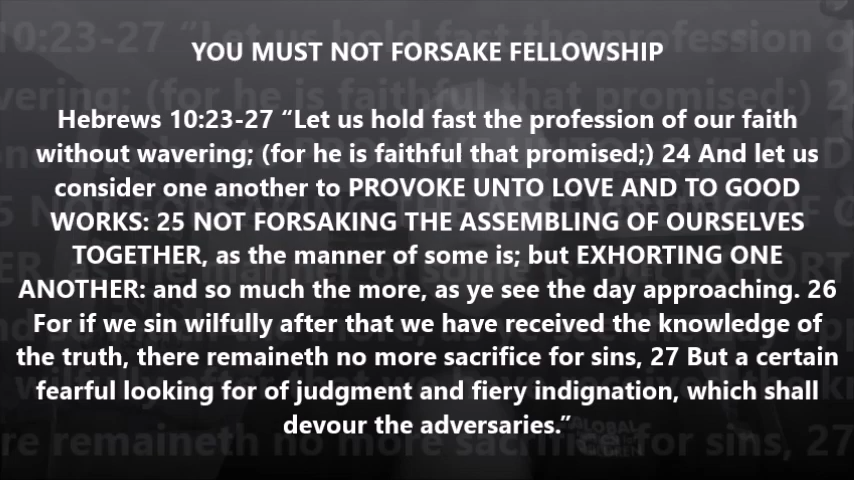 YOU MUST NOT FORSAKE FELLOWSHIP
Hebrews 10:23-27 “Let us hold fast the profession of our faith
without wavering; (for he is faithful that promised;) 24 And let us
consider one another to PROVOKE UNTO LOVE AND TO GOOD
WORKS: 25 NOT FORSAKING THE ASSEMBLING OF OURSELVES
TOGETHER, as the manner of some is; but EXHORTING ONE
ANOTHER: and so much the more, as ye see the day approaching. 26
For if we sin wilfully after that we have received the knowledge of
the truth, there remaineth no more sacrifice for sins, 27 But a certain
fearful looking for of judgment and fiery indignation, which shall
devour the adversaries.”